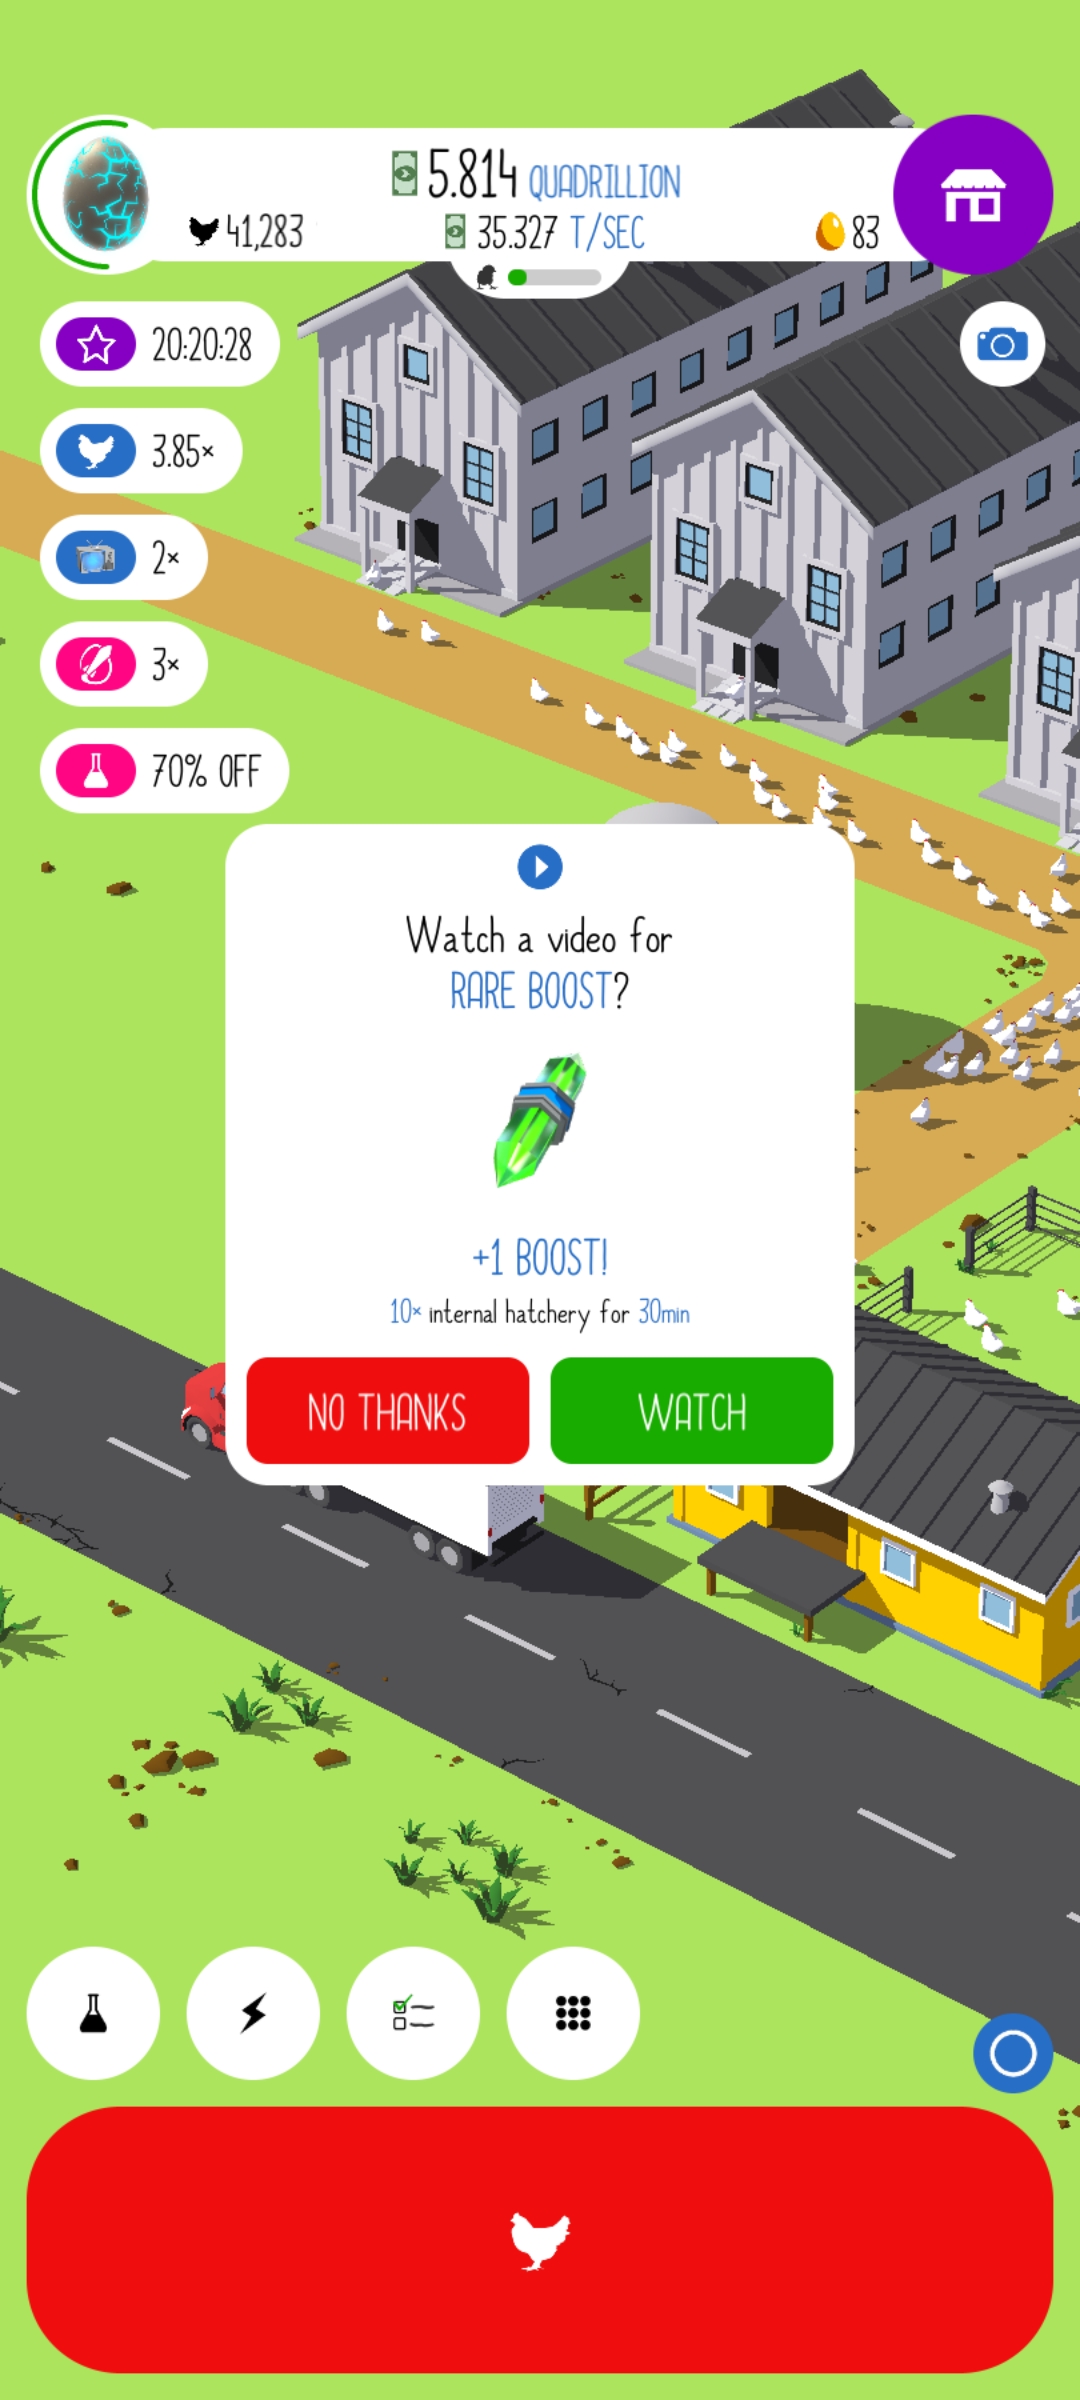 5.814 QUADRILLION
41,283
35.327 T/SEC
83
20:20:28
3.85×
2×
3×
70% OFF
Watch a video for
RARE BOOST?
+1 BOOST!
10× internal hatchery for 30min
NO THANKS
WATCH